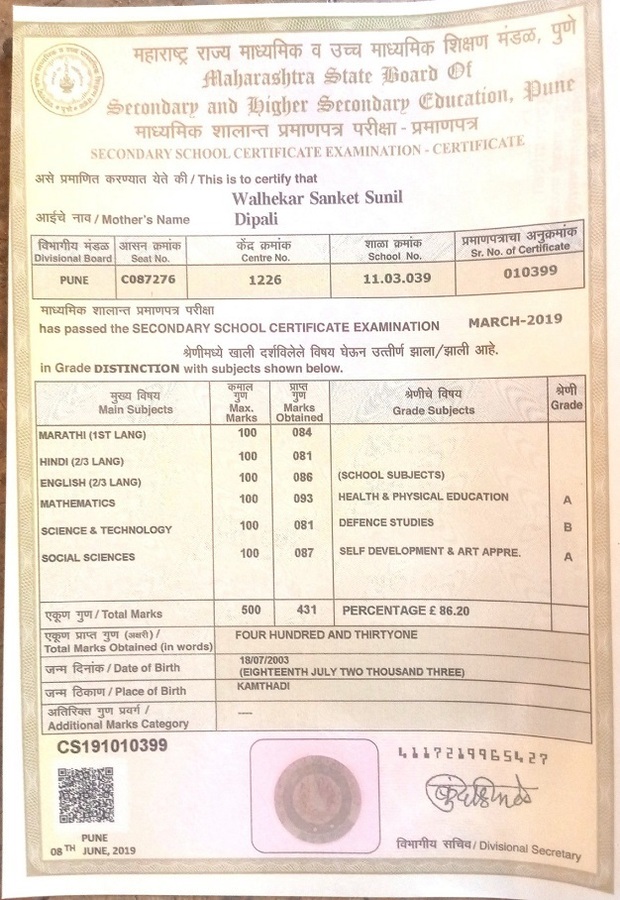 महाराष्ट्र राज्य माध्यमिक व उच्च माध्यमिक शिक्षण मंडळ, पुणे
Maharashtra State Board Of
Secondary and Higher Secondary Education, Pune
माध्यमिक शालान्त प्रमाणपत्र परीक्षा - प्रमाणपत्र
SECONDARY SCHOOL CERTIFICATE EXAMINATION - CERTIFICATE
असे प्रमाणित करण्यात येते की / This is to certify that
Walhekar Sanket Sunil
आईचे नाव / Mother's Name Dipali
विभागीय मंडळ आसन क्रमांक केंद्र क्रमांक शाळा क्रमांक प्रमाणपत्राचा अनुक्रमांक
Divisional Board Seat No. Centre No. School No. Sr. No. of Certificate
PUNE C087276 1226 11.03.039 010399
माध्यमिक शालान्त प्रमाणपत्र परीक्षा
has passed the SECONDARY SCHOOL CERTIFICATE EXAMINATION MARCH-2019
श्रेणीमध्ये खाली दर्शविलेले विषय घेऊन उत्तीर्ण झाला/झाली आहे.
in Grade DISTINCTION with subjects shown below.
मुख्य विषय कमाल गुण प्राप्त गुण श्रेणीचे विषय श्रेणी
Main Subjects Max. Marks Marks Obtained Grade Subjects Grade
MARATHI (1ST LANG) 100 084
HINDI (2/3 LANG) 100 081
ENGLISH (2/3 LANG) 100 086 (SCHOOL SUBJECTS)
MATHEMATICS 100 093 HEALTH & PHYSICAL EDUCATION A
SCIENCE & TECHNOLOGY 100 081 DEFENCE STUDIES B
SOCIAL SCIENCES 100 087 SELF DEVELOPMENT & ART APPRE. A
एकूण गुण / Total Marks 500 431 PERCENTAGE £ 86.20
एकूण प्राप्त गुण (अक्षरी) /
Total Marks Obtained (in words) FOUR HUNDRED AND THIRTYONE
जन्म दिनांक / Date of Birth 18/07/2003
(EIGHTEENTH JULY TWO THOUSAND THREE)
जन्म ठिकाण / Place of Birth KAMTHADI
अतिरिक्त गुण प्रवर्ग /
Additional Marks Category ----
CS191010399
4117219965427
PUNE
08 TH JUNE, 2019
विभागीय सचिव / Divisional Secretary